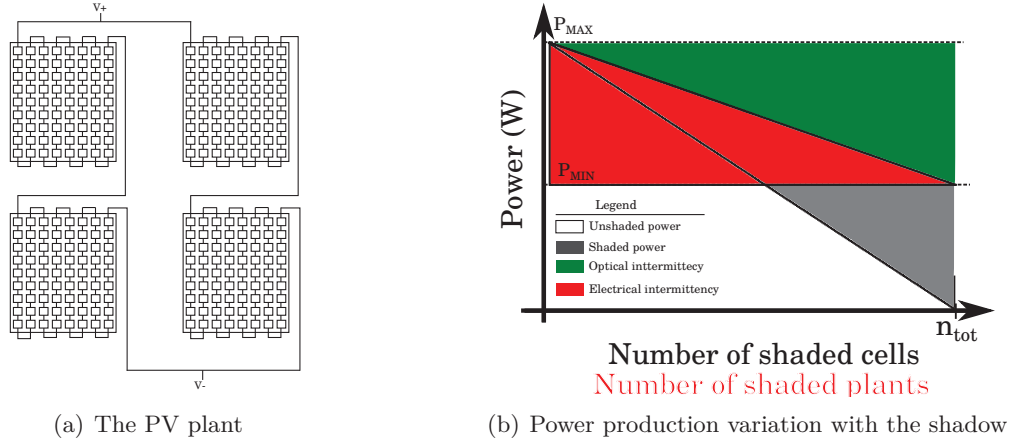 V+
V-
(a) The PV plant
P_MAX
Power (W)
P_MIN
Legend
Unshaded power
Shaded power
Optical inttermittecy
Electrical intermittency
n_tot
Number of shaded cells
Number of shaded plants
(b) Power production variation with the shadow